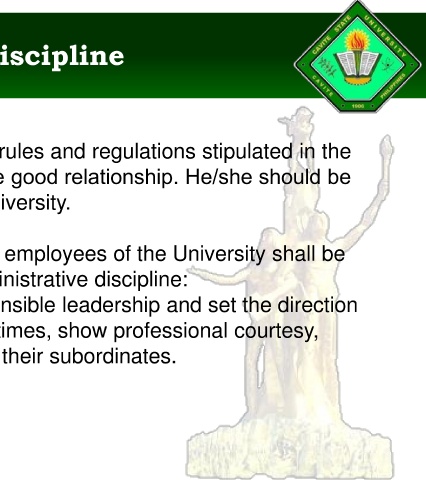 iscipline
CAVITE STATE UNIVERSITY
CAVITE PHILIPPINES
1906
rules and regulations stipulated in the
e good relationship. He/she should be
iversity.
employees of the University shall be
inistrative discipline:
nsible leadership and set the direction
times, show professional courtesy,
their subordinates.